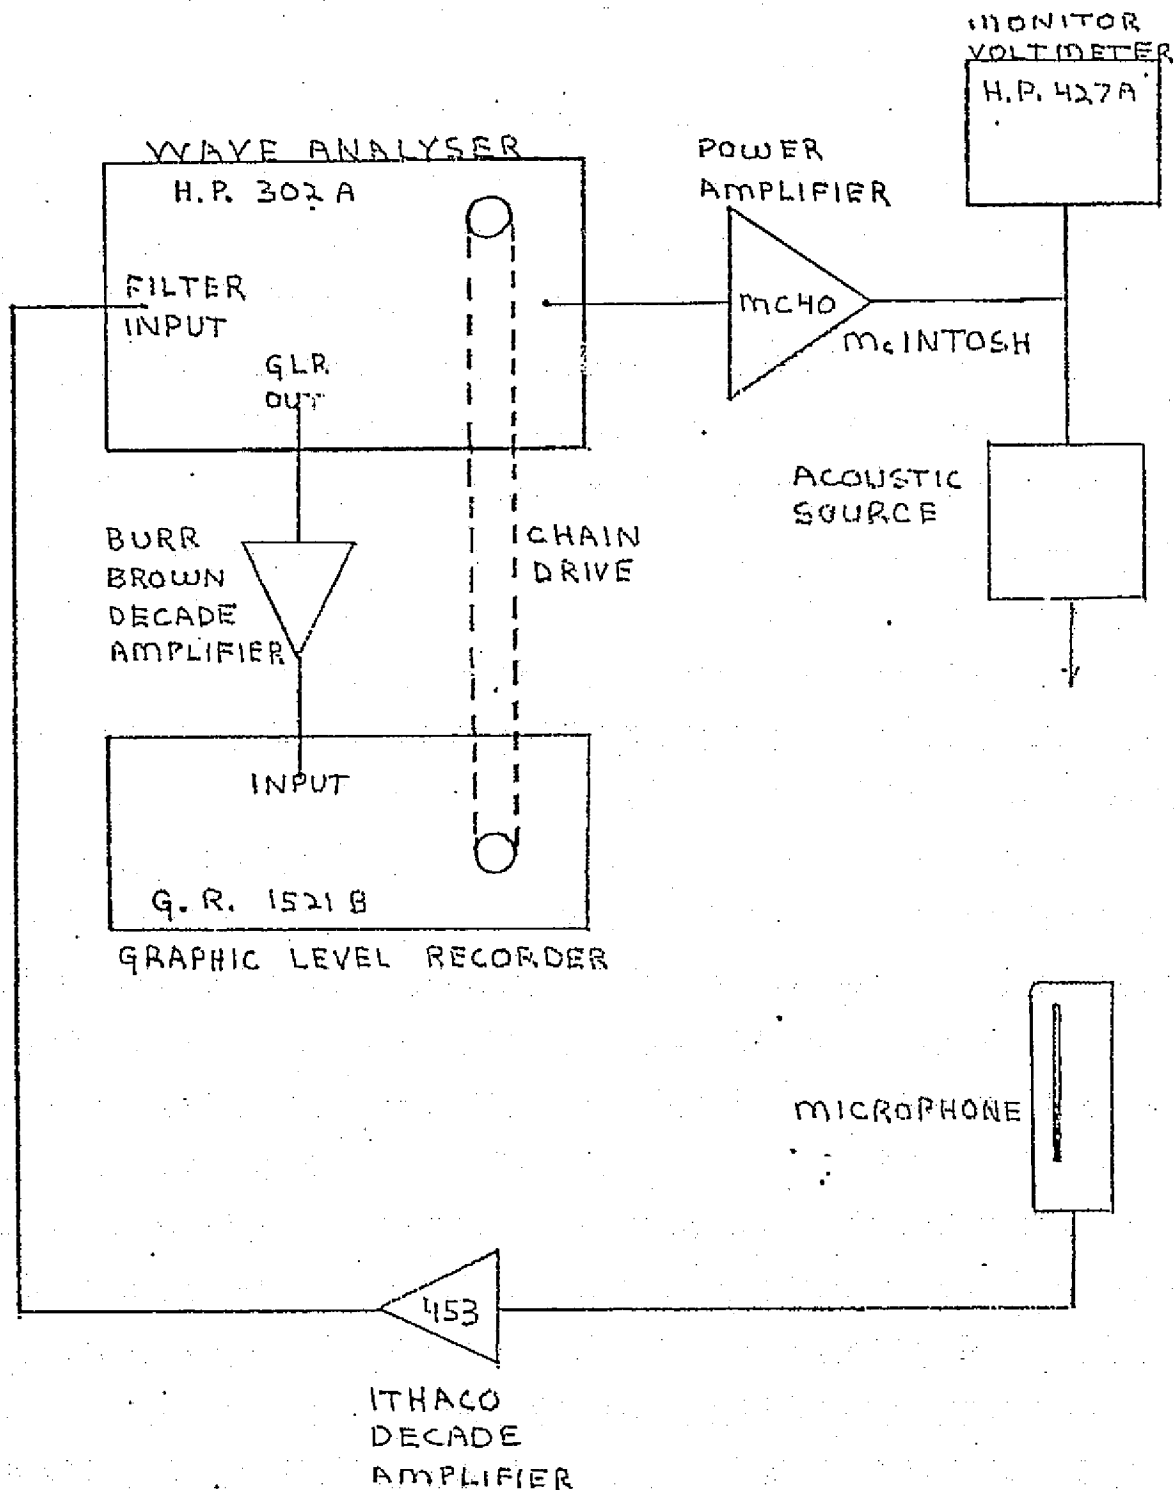 MONITOR
VOLTMETER
H.P. 427A
WAVE ANALYSER
H.P. 302A
POWER
AMPLIFIER
FILTER
INPUT
MC40
McINTOSH
GLR
OUT
ACOUSTIC
SOURCE
BURR
BROWN
DECADE
AMPLIFIER
CHAIN
DRIVE
INPUT
G.R. 1521B
GRAPHIC LEVEL RECORDER
MICROPHONE
453
ITHACO
DECADE
AMPLIFIER